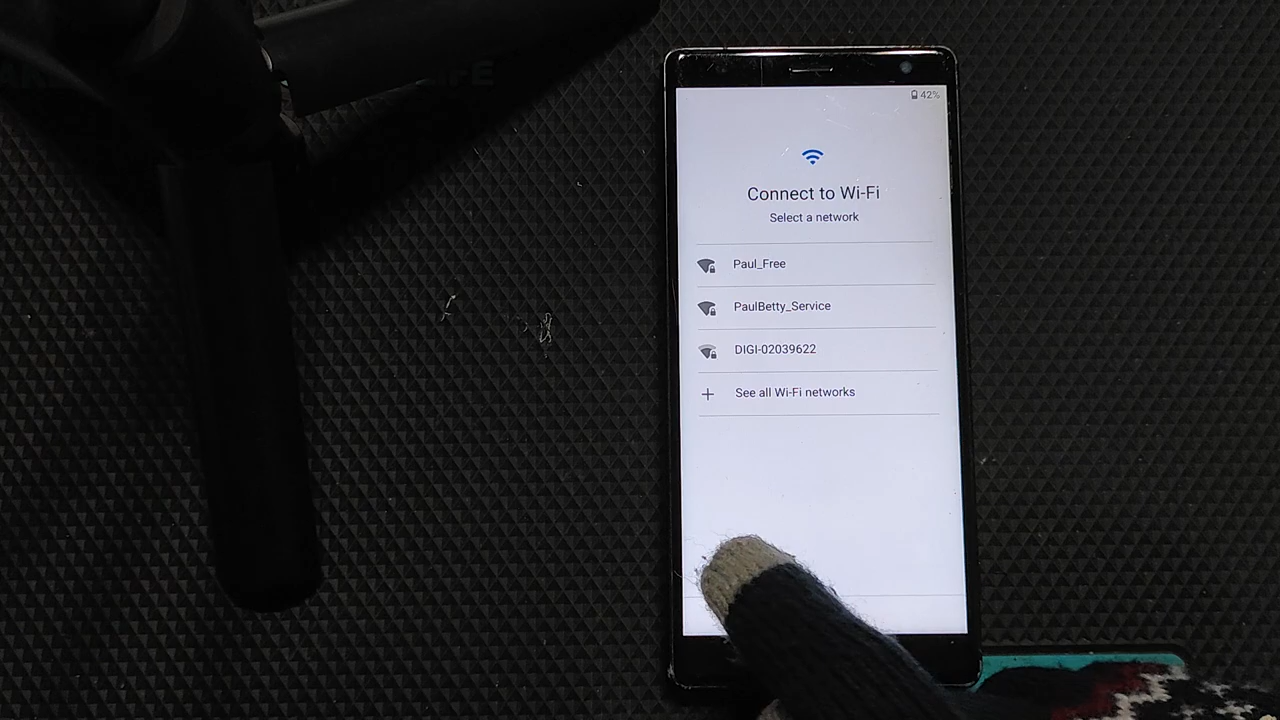 42%
Connect to Wi-Fi
Select a network
Paul_Free
PaulBetty_Service
DIGI-02039622
See all Wi-Fi networks